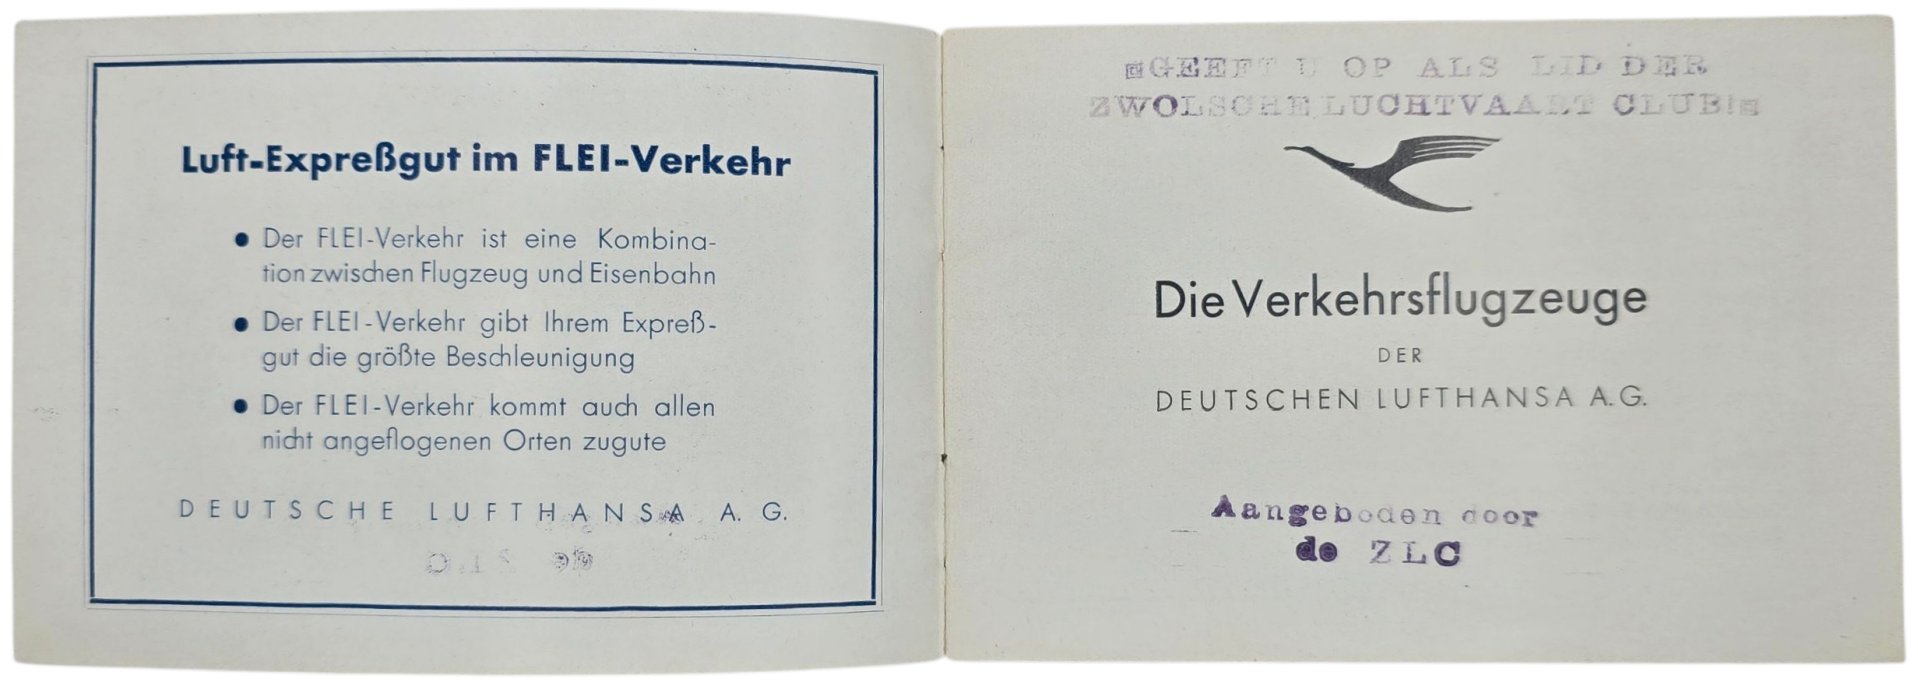 Luft-Expreßgut im FLEI-Verkehr
● Der FLEI-Verkehr ist eine Kombina-
tion zwischen Flugzeug und Eisenbahn
● Der FLEI-Verkehr gibt Ihrem Expreß-
gut die größte Beschleunigung
● Der FLEI-Verkehr kommt auch allen
nicht angeflogenen Orten zugute
DEUTSCHE LUFTHANSA A. G.
GEEFT U OP ALS LID DER
ZWOLSCHE LUCHTVAART CLUB!
Die Verkehrsflugzeuge
DER
DEUTSCHEN LUFTHANSA A.G.
Aangeboden door
de ZLC